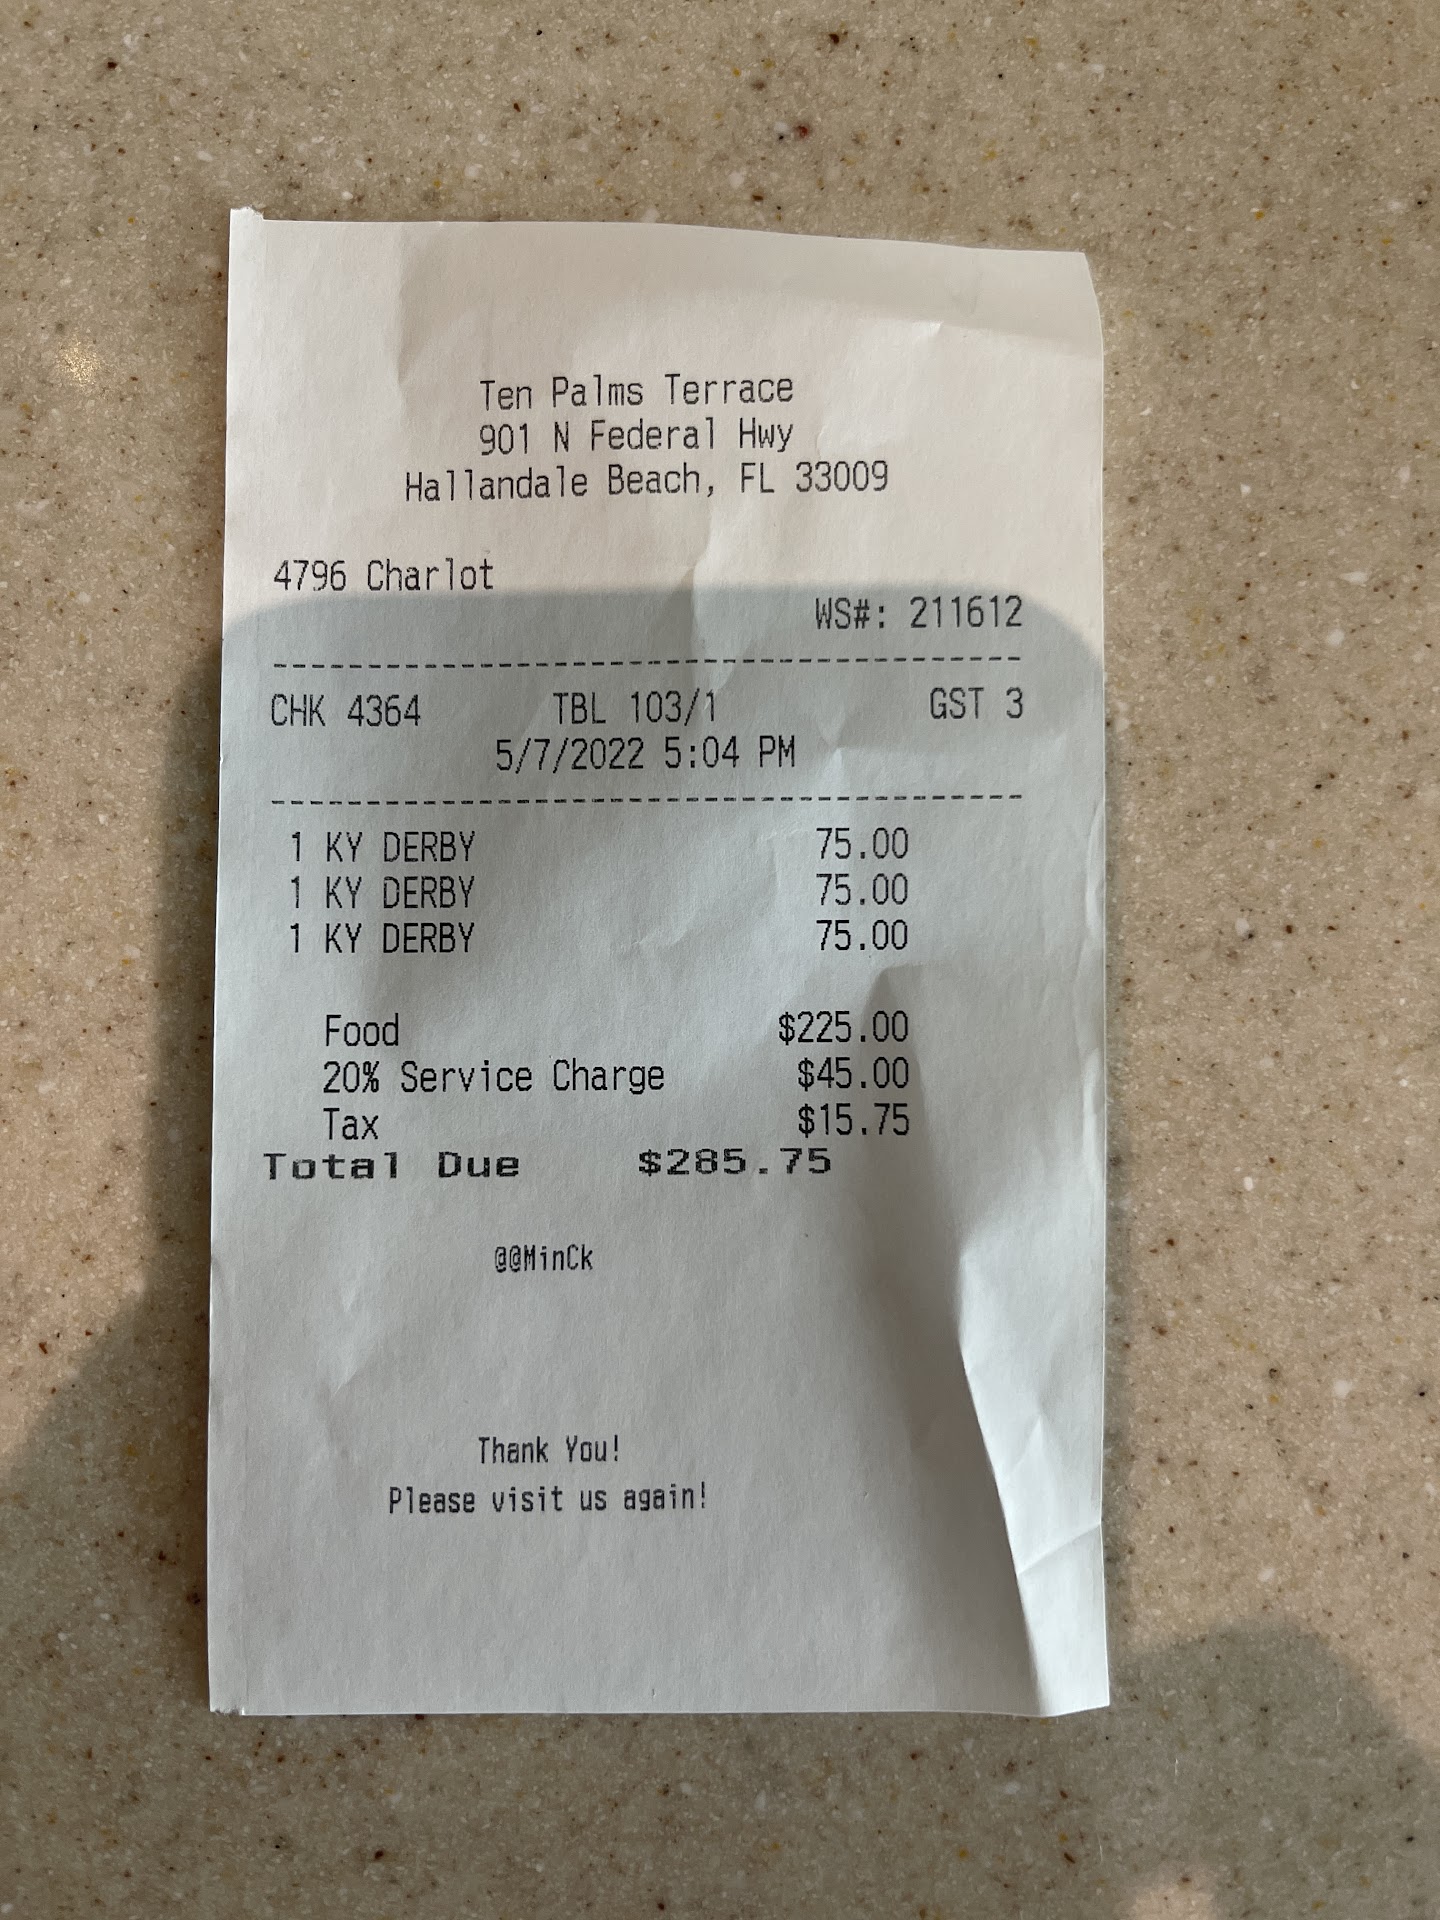 Ten Palms Terrace
901 N Federal Hwy
Hallandale Beach, FL 33009
4796 Charlot
WS#: 211612
---------------------------------------
CHK 4364 TBL 103/1 GST 3
5/7/2022 5:04 PM
---------------------------------------
1 KY DERBY 75.00
1 KY DERBY 75.00
1 KY DERBY 75.00
Food $225.00
20% Service Charge $45.00
Tax $15.75
Total Due $285.75
@@MinCk
Thank You!
Please visit us again!